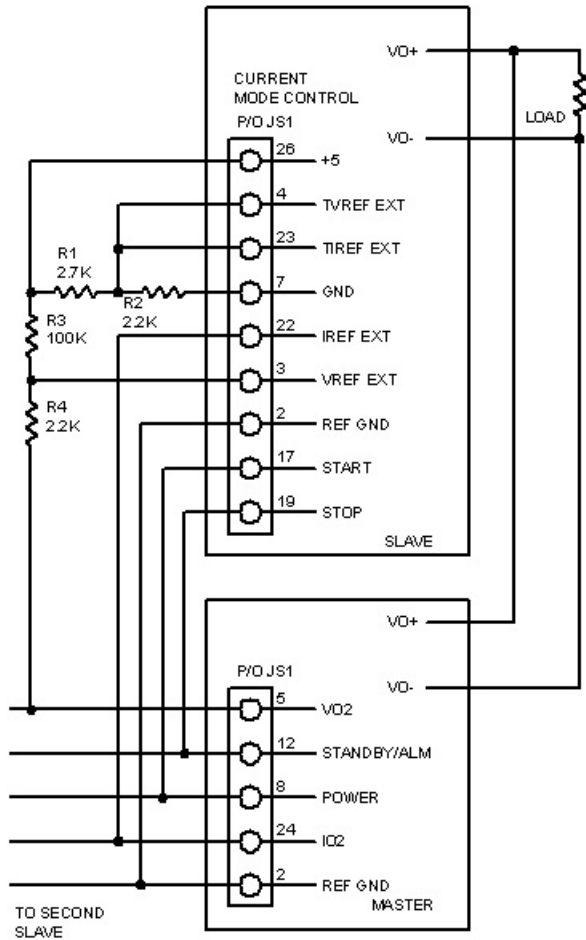 VO+
CURRENT
MODE CONTROL
LOAD
P/O JS1
VO-
26 +5
4 TVREF EXT
23 TIREF EXT
R1
2.7K
7 GND
R2
2.2K
R3
100K
22 IREF EXT
3 VREF EXT
R4
2.2K
2 REF GND
17 START
19 STOP
SLAVE
VO+
P/O JS1
VO-
5 VO2
12 STANDBY/ALM
8 POWER
24 IO2
2 REF GND
MASTER
TO SECOND
SLAVE